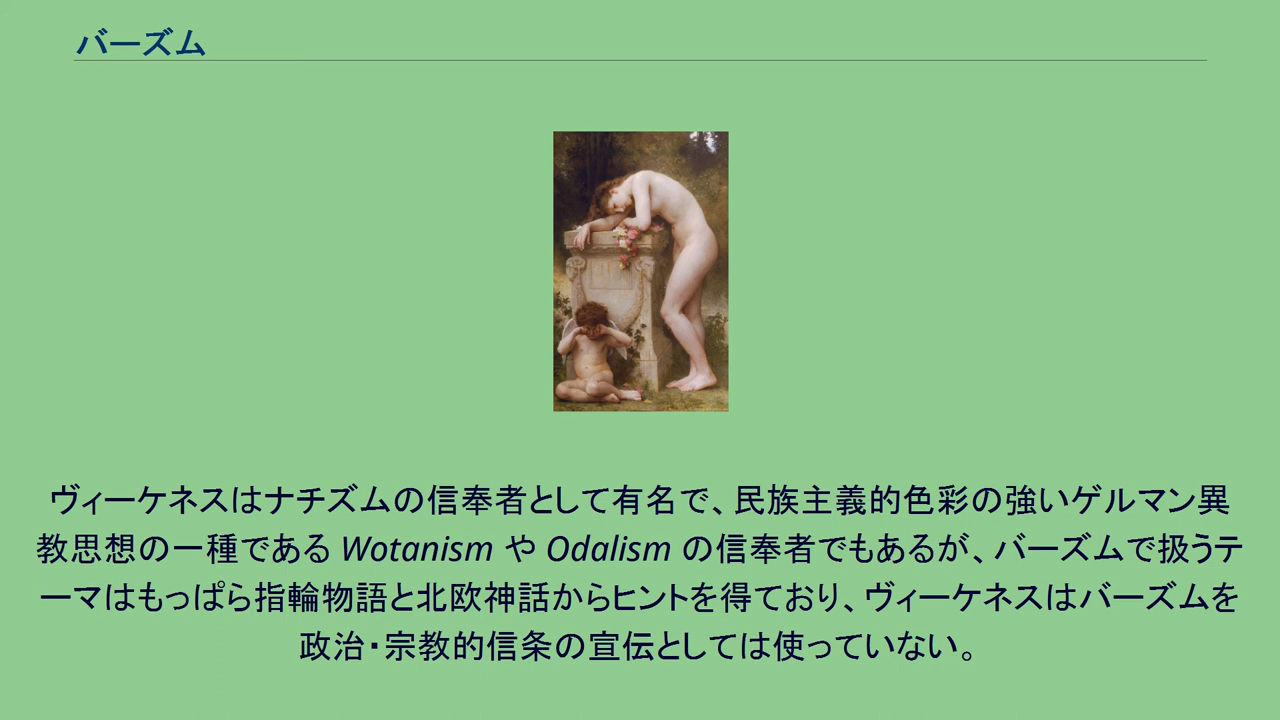 バーズム
ヴィーケネスはナチズムの信奉者として有名で、民族主義的色彩の強いゲルマン異
教思想の一種である Wotanism や Odalism の信奉者でもあるが、バーズムで扱うテ
ーマはもっぱら指輪物語と北欧神話からヒントを得ており、ヴィーケネスはバーズムを
政治・宗教的信条の宣伝としては使っていない。